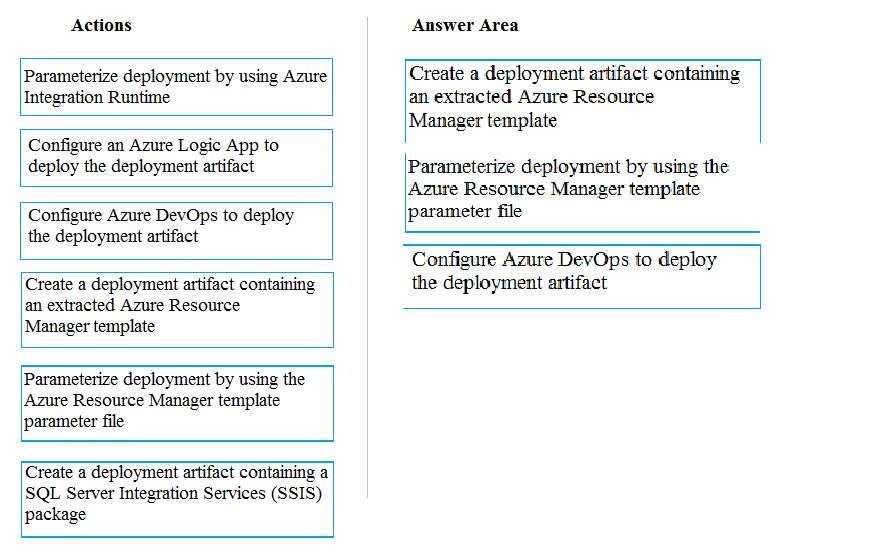 Actions
Parameterize deployment by using Azure
Integration Runtime
Configure an Azure Logic App to
deploy the deployment artifact
Configure Azure DevOps to deploy
the deployment artifact
Create a deployment artifact containing
an extracted Azure Resource
Manager template
Parameterize deployment by using the
Azure Resource Manager template
parameter file
Create a deployment artifact containing a
SQL Server Integration Services (SSIS)
package
Answer Area
Create a deployment artifact containing
an extracted Azure Resource
Manager template
Parameterize deployment by using the
Azure Resource Manager template
parameter file
Configure Azure DevOps to deploy
the deployment artifact